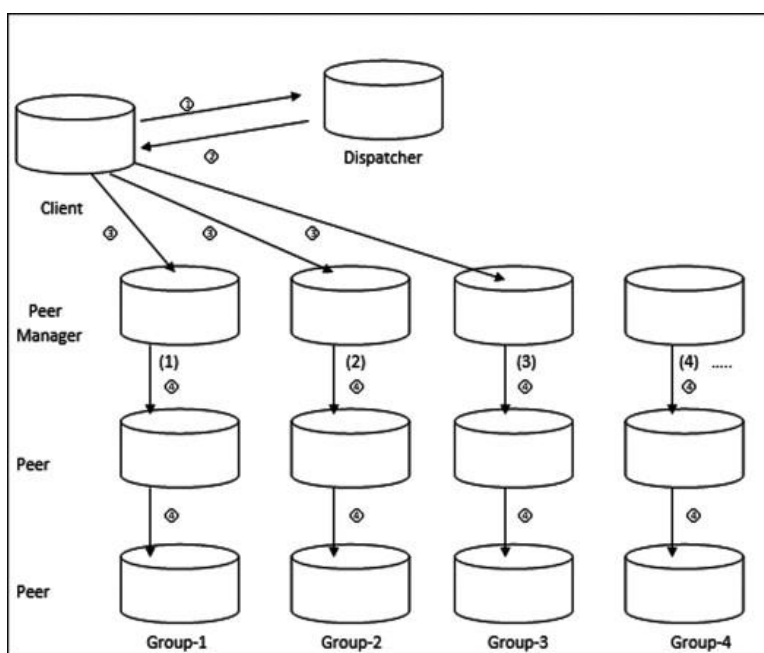 ①
②
Dispatcher
Client
③ ③ ③
Peer
Manager
(1) (2) (3) (4) .....
④ ④ ④ ④
Peer
④ ④ ④ ④
Peer
Group-1 Group-2 Group-3 Group-4